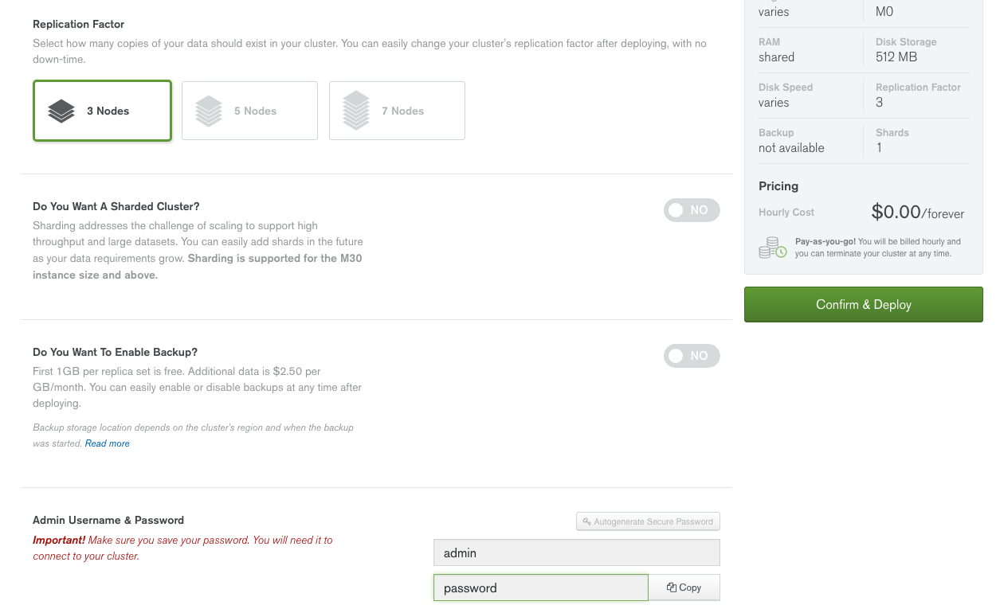 Replication Factor
Select how many copies of your data should exist in your cluster. You can easily change your cluster's replication factor after deploying, with no
down-time.
3 Nodes
5 Nodes
7 Nodes
Do You Want A Sharded Cluster?
NO
Sharding addresses the challenge of scaling to support high
throughput and large datasets. You can easily add shards in the future
as your data requirements grow. Sharding is supported for the M30
instance size and above.
Do You Want To Enable Backup?
NO
First 1GB per replica set is free. Additional data is $2.50 per
GB/month. You can easily enable or disable backups at any time after
deploying.
Backup storage location depends on the cluster's region and when the backup
was started. Read more
Admin Username & Password
Important! Make sure you save your password. You will need it to
connect to your cluster.
Autogenerate Secure Password
admin
password
Copy
varies
M0
RAM
Disk Storage
shared
512 MB
Disk Speed
Replication Factor
varies
3
Backup
Shards
not available
1
Pricing
Hourly Cost
$0.00/forever
Pay-as-you-go! You will be billed hourly and
you can terminate your cluster at any time.
Confirm & Deploy